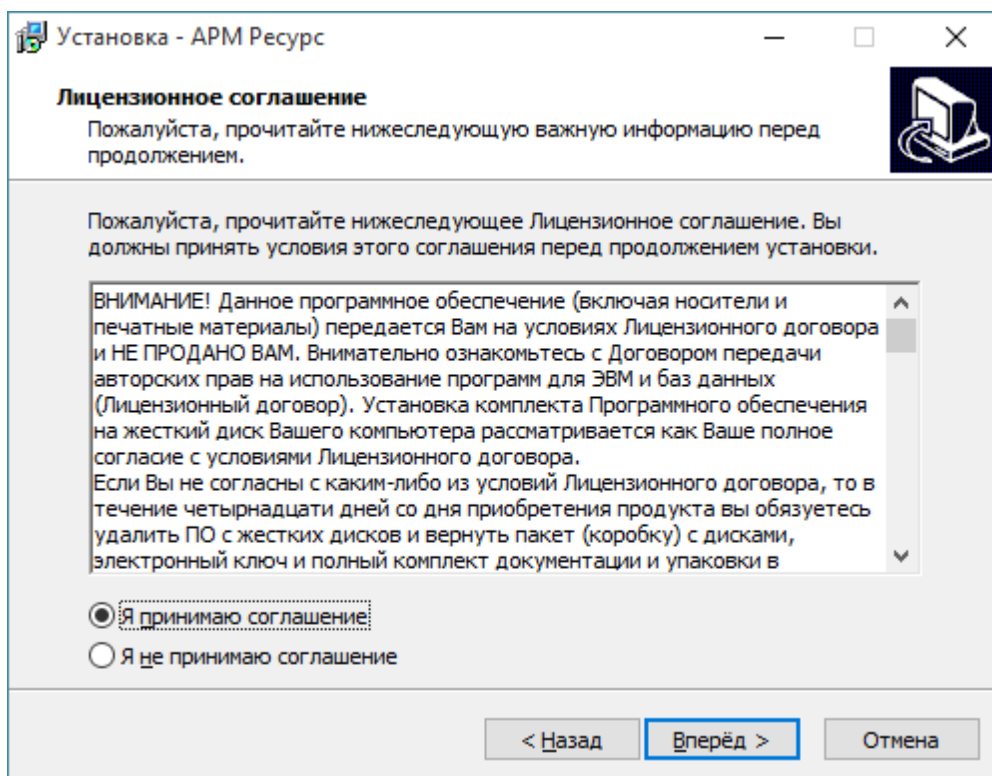 Установка - АРМ Ресурс
Лицензионное соглашение
Пожалуйста, прочитайте нижеследующую важную информацию перед
продолжением.
Пожалуйста, прочитайте нижеследующее Лицензионное соглашение. Вы
должны принять условия этого соглашения перед продолжением установки.
ВНИМАНИЕ! Данное программное обеспечение (включая носители и
печатные материалы) передается Вам на условиях Лицензионного договора
и НЕ ПРОДАНО ВАМ. Внимательно ознакомьтесь с Договором передачи
авторских прав на использование программ для ЭВМ и баз данных
(Лицензионный договор). Установка комплекта Программного обеспечения
на жесткий диск Вашего компьютера рассматривается как Ваше полное
согласие с условиями Лицензионного договора.
Если Вы не согласны с каким-либо из условий Лицензионного договора, то в
течение четырнадцати дней со дня приобретения продукта вы обязуетесь
удалить ПО с жестких дисков и вернуть пакет (коробку) с дисками,
электронный ключ и полный комплект документации и упаковки в
Я принимаю соглашение
Я не принимаю соглашение
< Назад
Вперёд >
Отмена